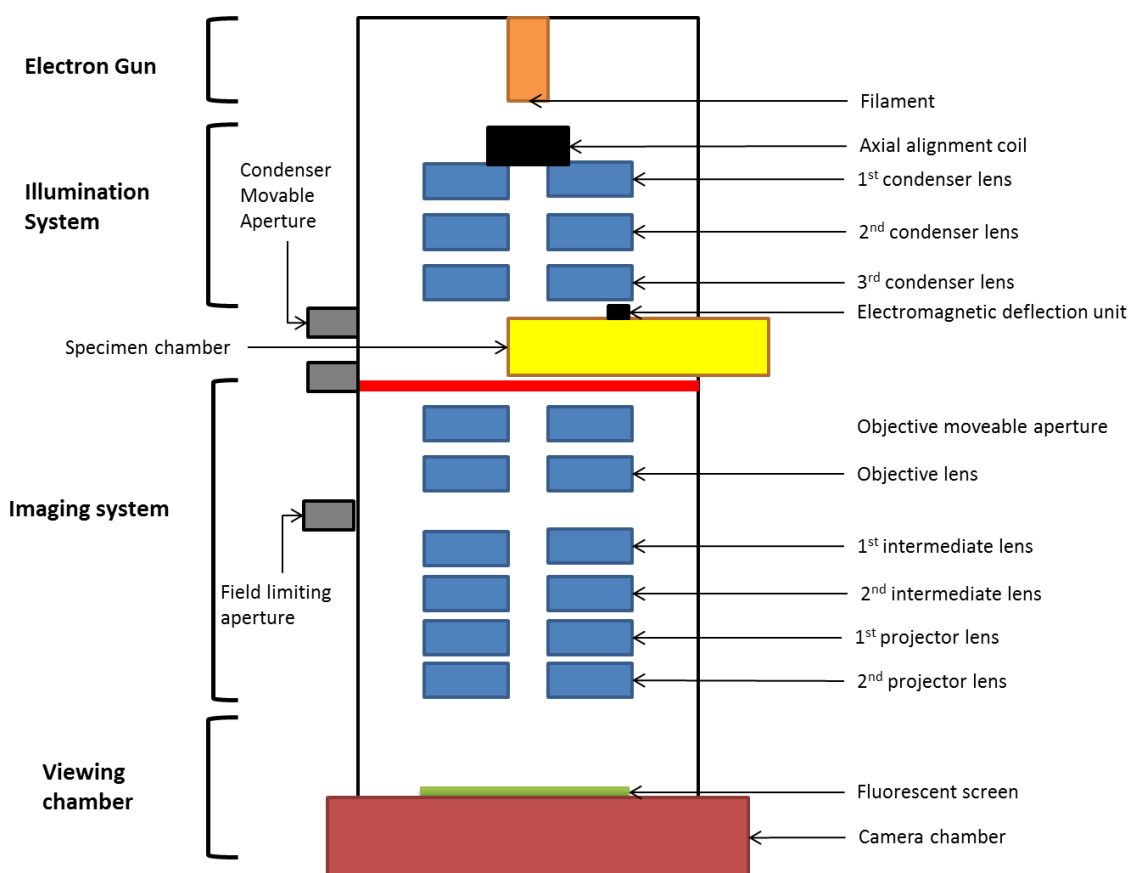 Electron Gun
Filament
Axial alignment coil
Condenser
Movable
Aperture
1st condenser lens
Illumination
System
2nd condenser lens
3rd condenser lens
Electromagnetic deflection unit
Specimen chamber
Objective moveable aperture
Objective lens
Imaging system
1st intermediate lens
Field limiting
aperture
2nd intermediate lens
1st projector lens
2nd projector lens
Viewing
chamber
Fluorescent screen
Camera chamber